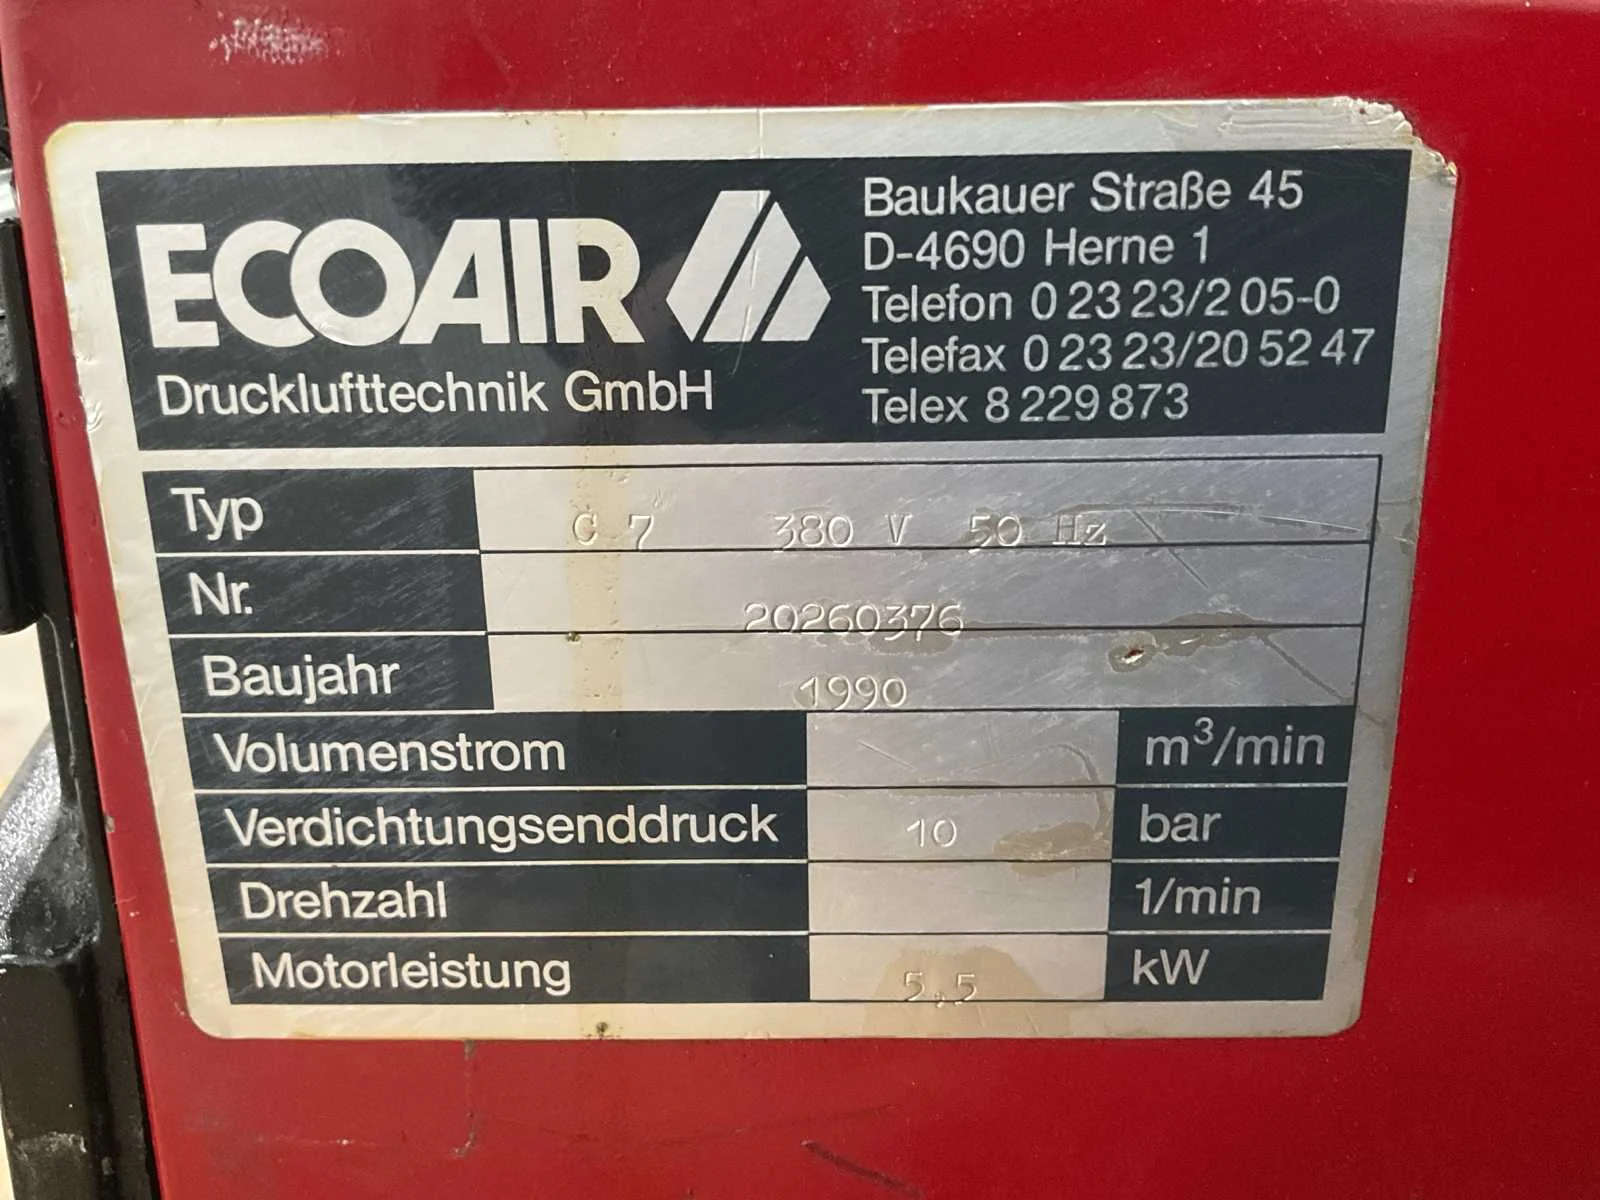 ECOAIR
Drucklufttechnik GmbH
Baukauer Straße 45
D-4690 Herne 1
Telefon 0 23 23/2 05-0
Telefax 0 23 23/20 52 47
Telex 8 229 873
Typ C 7 380 V 50 Hz
Nr. 20260376
Baujahr 1990
Volumenstrom m³/min
Verdichtungsenddruck 10 bar
Drehzahl 1/min
Motorleistung 5,5 kW